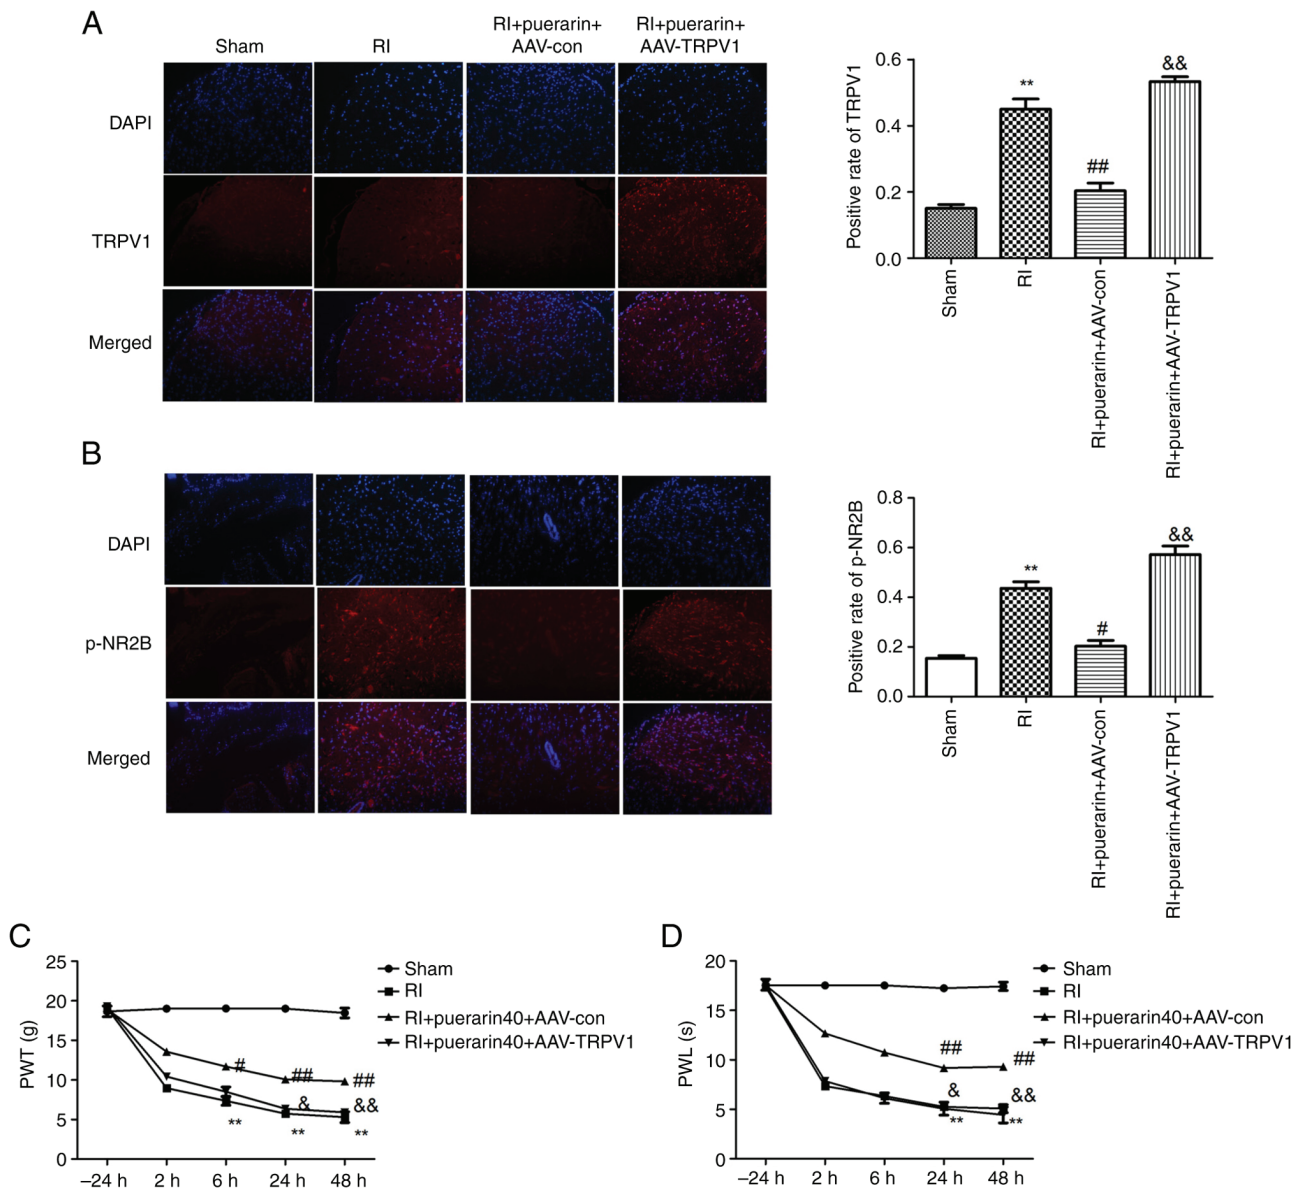 A
Sham
RI
RI+puerarin+
AAV-con
RI+puerarin+
AAV-TRPV1
DAPI
TRPV1
Merged
Positive rate of TRPV1
0.6
0.4
0.2
0.0
**
##
&&
Sham
RI
RI+puerarin+AAV-con
RI+puerarin+AAV-TRPV1
B
DAPI
p-NR2B
Merged
Positive rate of p-NR2B
0.8
0.6
0.4
0.2
0.0
**
#
&&
Sham
RI
RI+puerarin+AAV-con
RI+puerarin+AAV-TRPV1
C
PWT (g)
25
20
15
10
5
0
–24 h
2 h
6 h
24 h
48 h
#
##
##
&
&&
**
**
**
Sham
RI
RI+puerarin40+AAV-con
RI+puerarin40+AAV-TRPV1
D
PWL (s)
20
15
10
5
0
–24 h
2 h
6 h
24 h
48 h
##
##
&
&&
**
**
Sham
RI
RI+puerarin40+AAV-con
RI+puerarin40+AAV-TRPV1